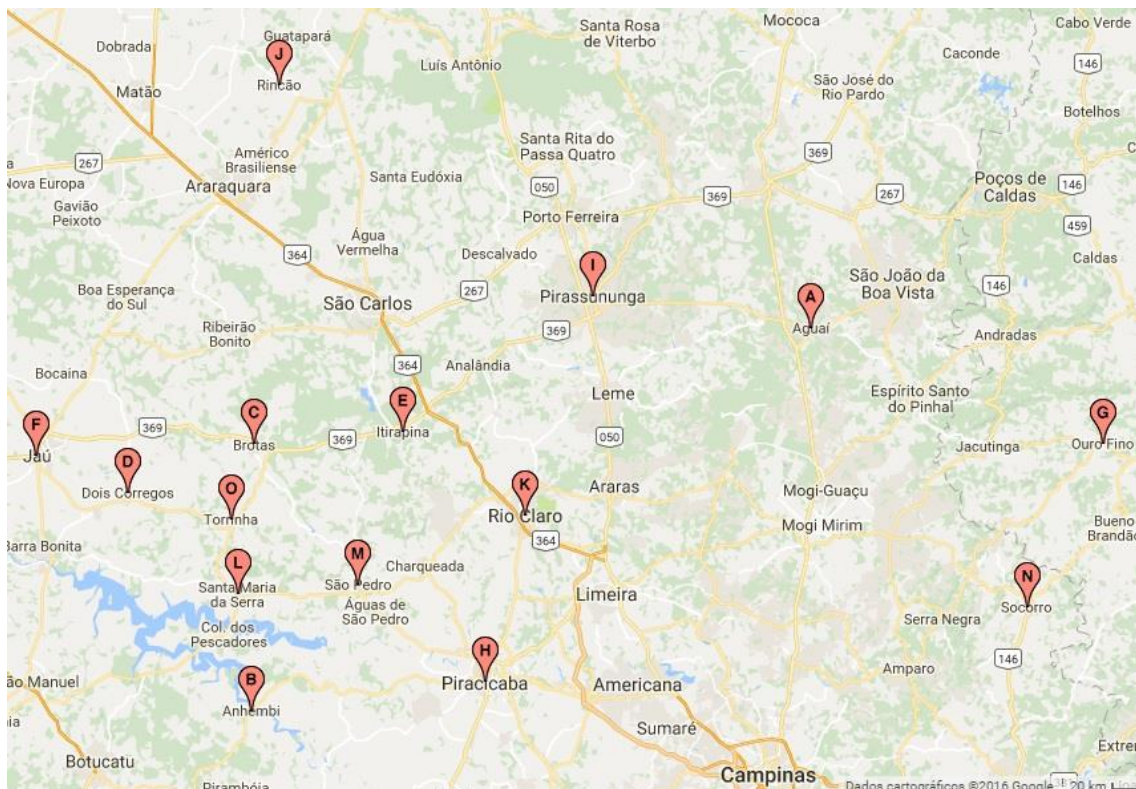 Cabo Verde
Mococa
Santa Rosa
de Viterbo
Guatapará
Dobrada
Caconde
146
J
Luís Antônio
Rincão
São José do
Rio Pardo
Matão
Botelhos
Santa Rita do
Passa Quatro
369
Américo
Brasiliense
267
Nova Europa
Santa Eudóxia
050
Araraquara
369
267
Poços de
Caldas
146
Gavião
Peixoto
Porto Ferreira
459
Água
Vermelha
364
Descalvado
Caldas
I
São João da
Boa Vista
267
146
Boa Esperança
do Sul
Pirassununga
A
São Carlos
Aguaí
Ribeirão
Bonito
369
Andradas
364
Analândia
Bocaina
Leme
Espírito Santo
do Pinhal
E
C
F
G
369
Itirapina
369
050
Brotas
Jacutinga
Ouro Fino
Jaú
D
O
K
Araras
Mogi-Guaçu
Dois Córregos
Torrinha
Rio Claro
Mogi Mirim
Bueno
Brandão
364
Barra Bonita
M
L
Charqueada
N
São Pedro
Santa Maria
da Serra
Limeira
Socorro
Águas de
São Pedro
Serra Negra
Col. dos
Pescadores
H
146
Amparo
B
ão Manuel
Piracicaba
Americana
Anhembi
Sumaré
Extrem
Botucatu
Campinas
Pirambóia
Dados cartográficos ©2016 Google
20 km